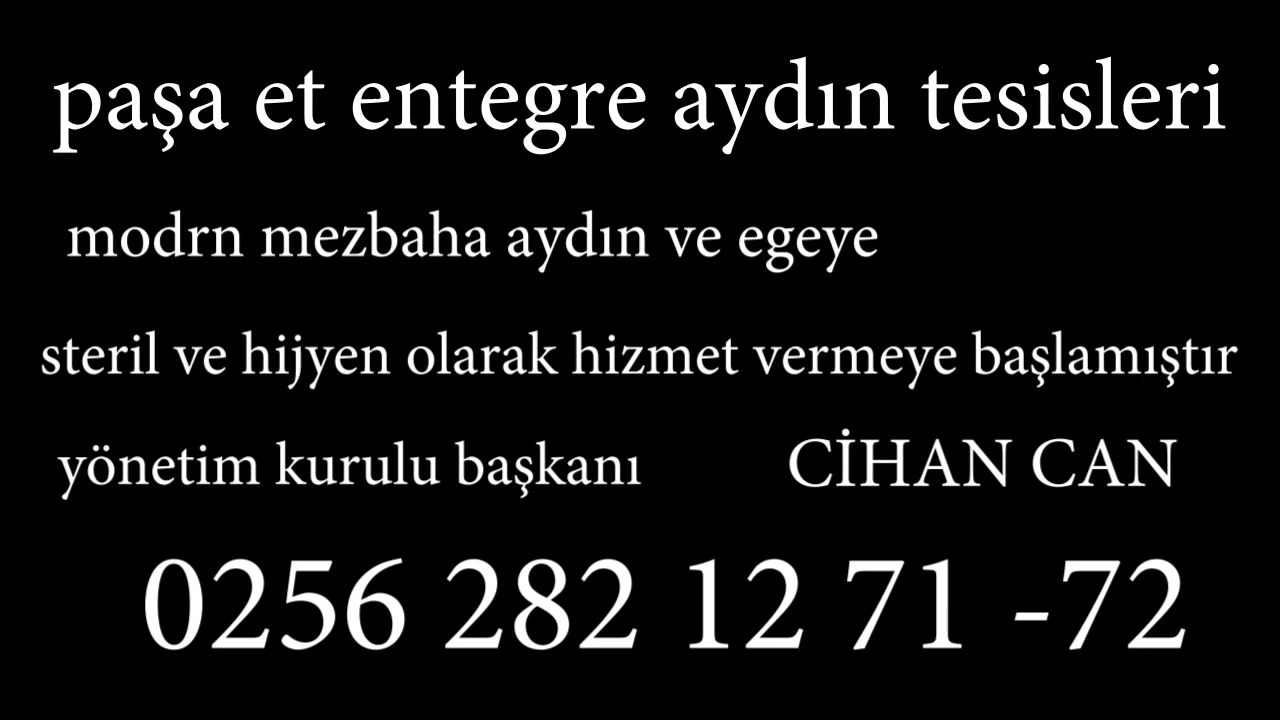 paşa et entegre aydın tesisleri
modrn mezbaha aydın ve egeye
steril ve hijyen olarak hizmet vermeye başlamıştır
yönetim kurulu başkanı CİHAN CAN
0256 282 12 71 -72